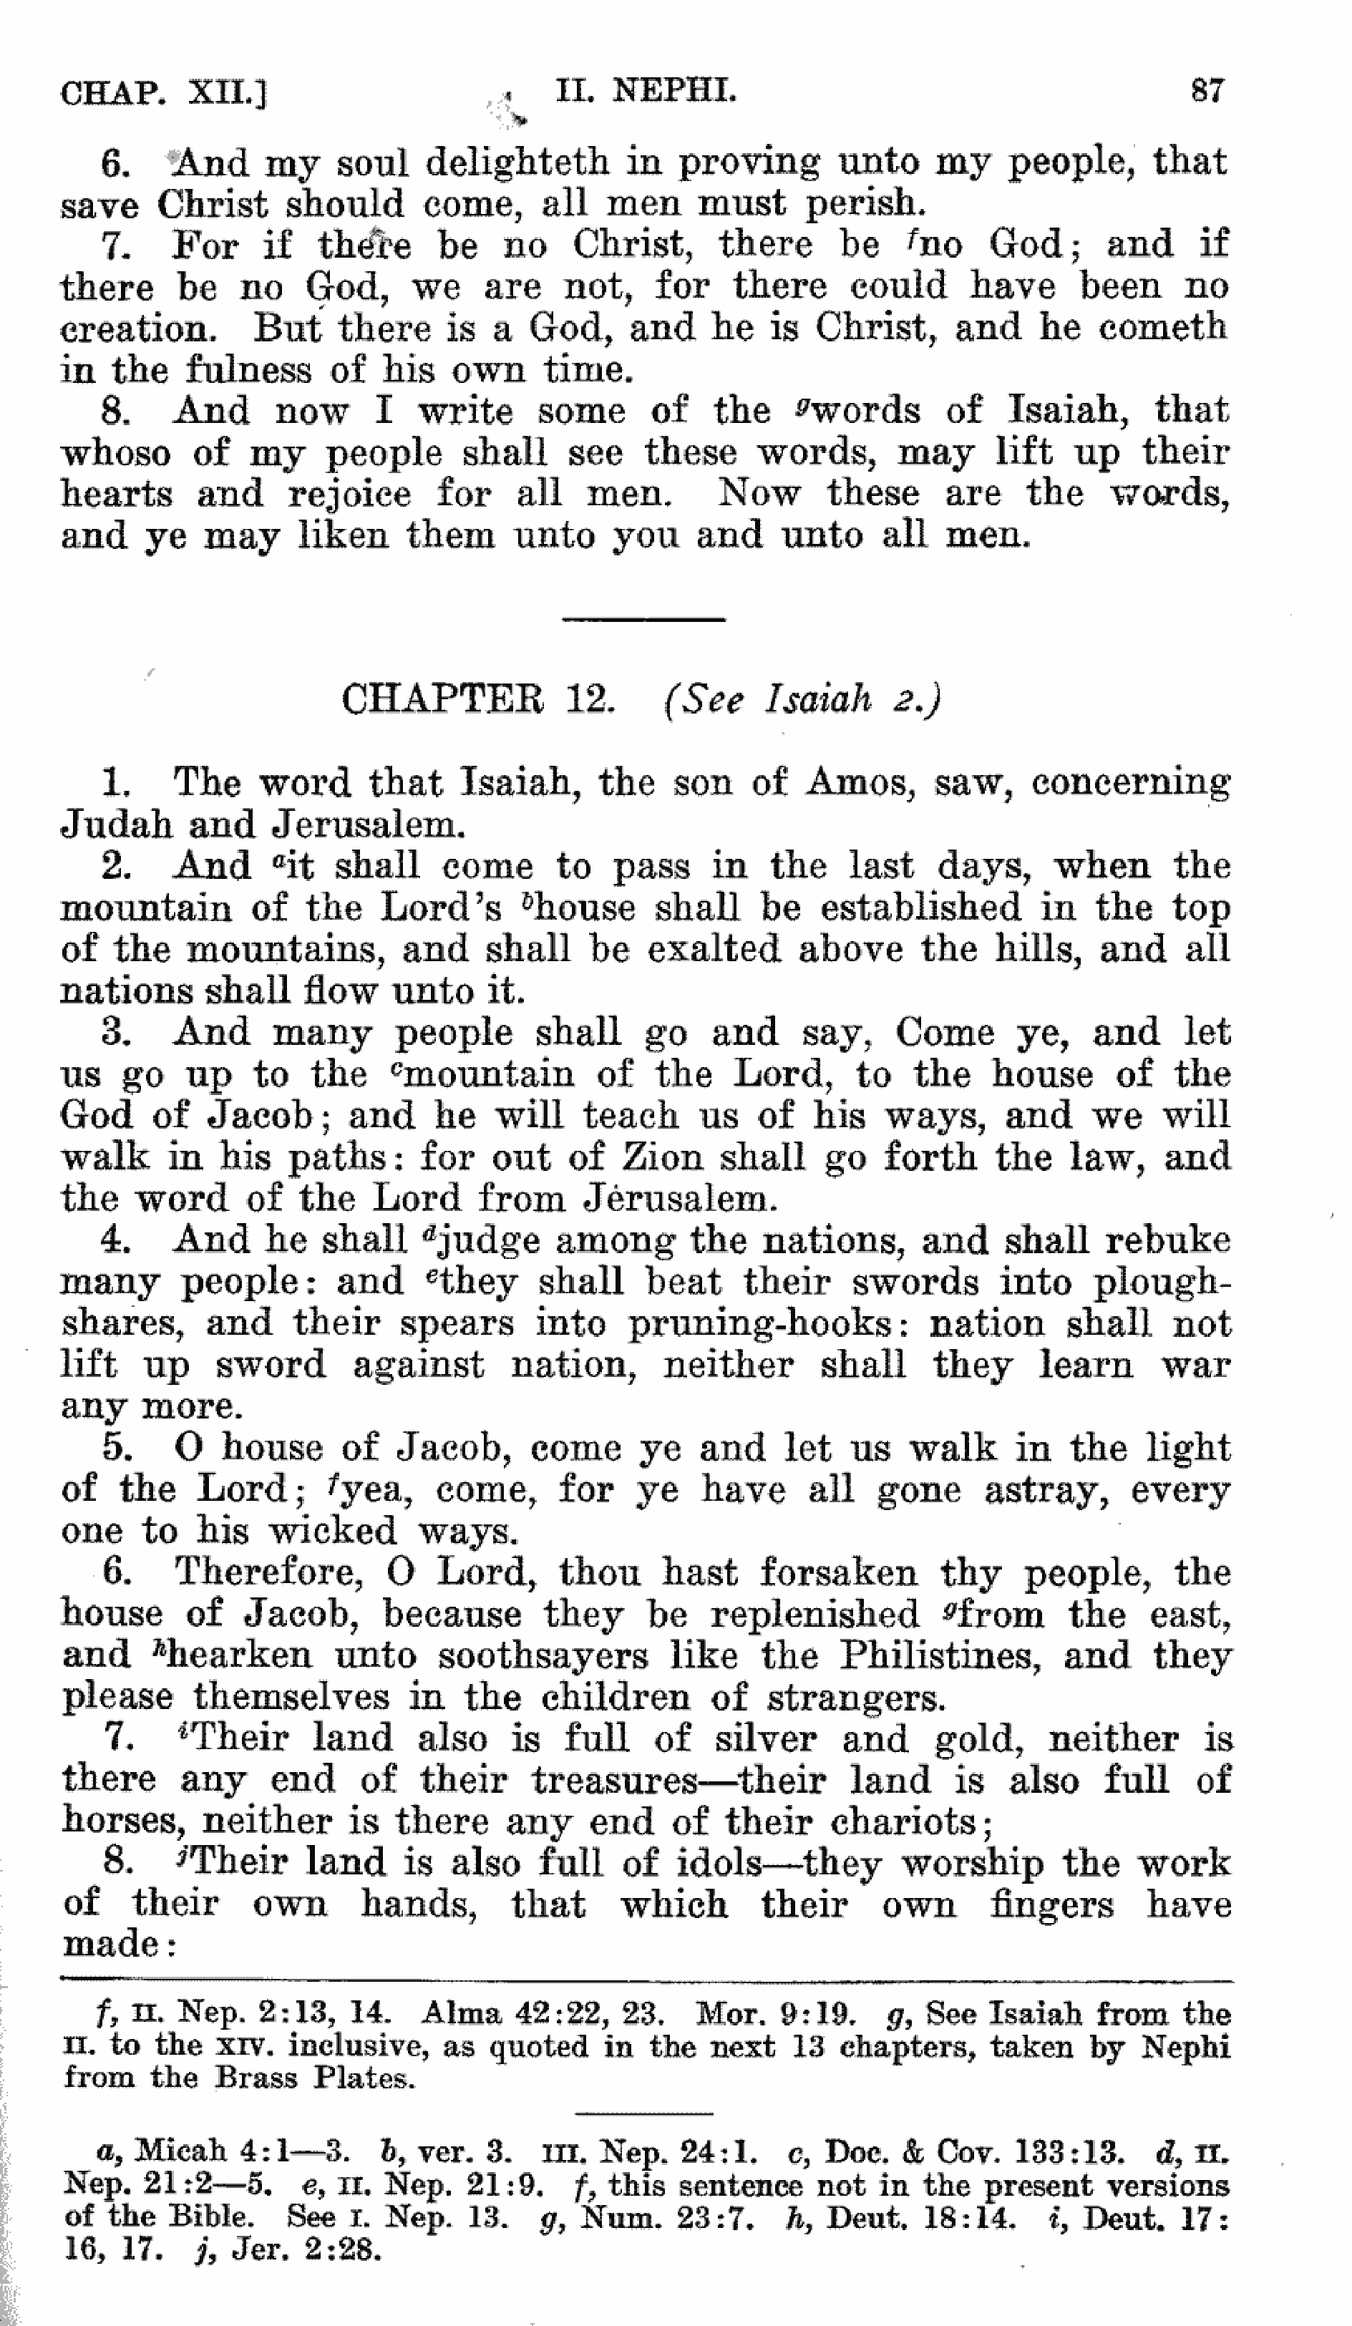 CHAP. XII.] II. NEPHI. 87
6. And my soul delighteth in proving unto my people, that
save Christ should come, all men must perish.
7. For if there be no Christ, there be fno God; and if
there be no God, we are not, for there could have been no
creation. But there is a God, and he is Christ, and he cometh
in the fulness of his own time.
8. And now I write some of the gwords of Isaiah, that
whoso of my people shall see these words, may lift up their
hearts and rejoice for all men. Now these are the words,
and ye may liken them unto you and unto all men.
CHAPTER 12. (See Isaiah 2.)
1. The word that Isaiah, the son of Amos, saw, concerning
Judah and Jerusalem.
2. And ait shall come to pass in the last days, when the
mountain of the Lord's bhouse shall be established in the top
of the mountains, and shall be exalted above the hills, and all
nations shall flow unto it.
3. And many people shall go and say, Come ye, and let
us go up to the cmountain of the Lord, to the house of the
God of Jacob; and he will teach us of his ways, and we will
walk in his paths: for out of Zion shall go forth the law, and
the word of the Lord from Jerusalem.
4. And he shall djudge among the nations, and shall rebuke
many people: and ethey shall beat their swords into plough-
shares, and their spears into pruning-hooks: nation shall not
lift up sword against nation, neither shall they learn war
any more.
5. O house of Jacob, come ye and let us walk in the light
of the Lord; fyea, come, for ye have all gone astray, every
one to his wicked ways.
6. Therefore, O Lord, thou hast forsaken thy people, the
house of Jacob, because they be replenished gfrom the east,
and hhearken unto soothsayers like the Philistines, and they
please themselves in the children of strangers.
7. iTheir land also is full of silver and gold, neither is
there any end of their treasures—their land is also full of
horses, neither is there any end of their chariots;
8. jTheir land is also full of idols—they worship the work
of their own hands, that which their own fingers have
made:
f, II. Nep. 2:13, 14. Alma 42:22, 23. Mor. 9:19. g, See Isaiah from the
II. to the XIV. inclusive, as quoted in the next 13 chapters, taken by Nephi
from the Brass Plates.
a, Micah 4:1—3. b, ver. 3. III. Nep. 24:1. c, Doc. & Cov. 133:13. d, II.
Nep. 21:2—5. e, II. Nep. 21:9. f, this sentence not in the present versions
of the Bible. See I. Nep. 13. g, Num. 23:7. h, Deut. 18:14. i, Deut. 17:
16, 17. j, Jer. 2:28.